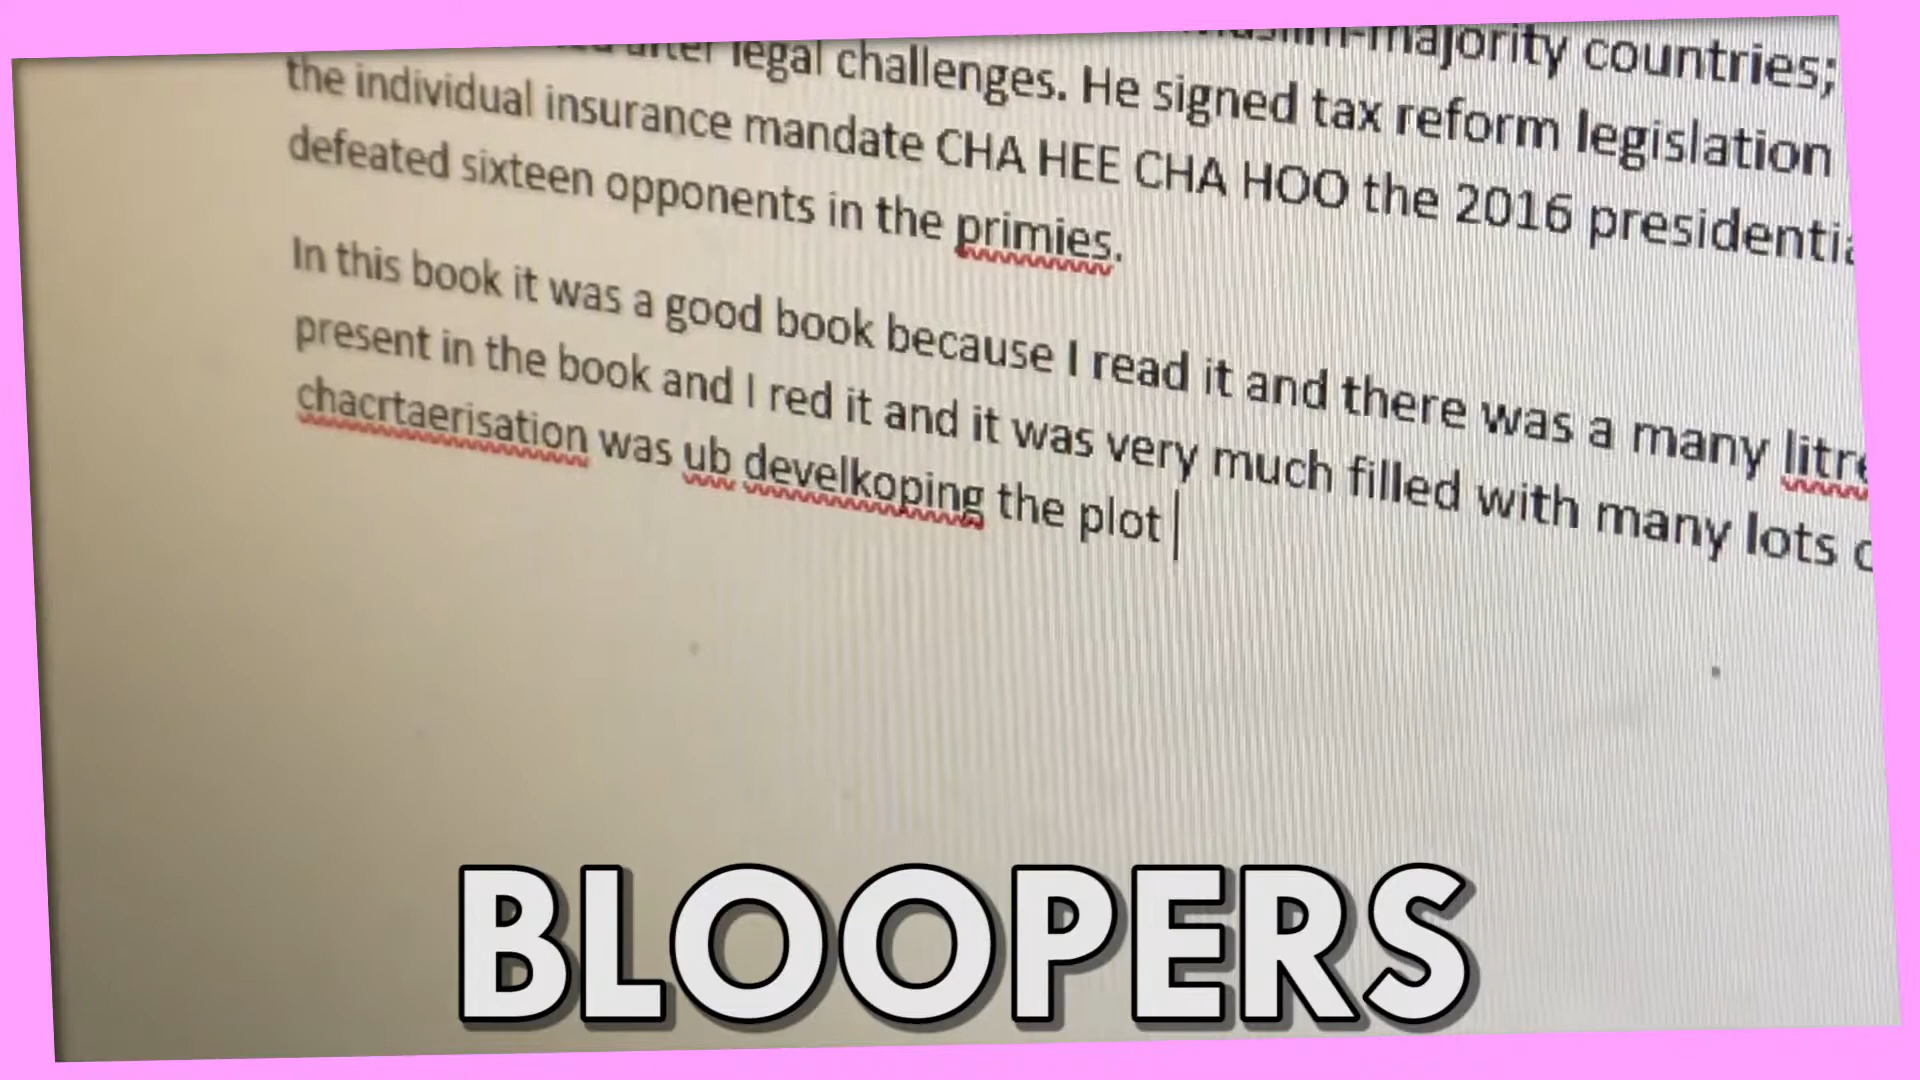 after legal challenges. He signed tax reform legislation
the individual insurance mandate CHA HEE CHA HOO the 2016
defeated sixteen opponents in the primies.
In this book it was a good book because I read it and there was a many
present in the book and I red it and it was very much filled with many lots
chacrtaerisation was ub develkoping the plot
BLOOPERS